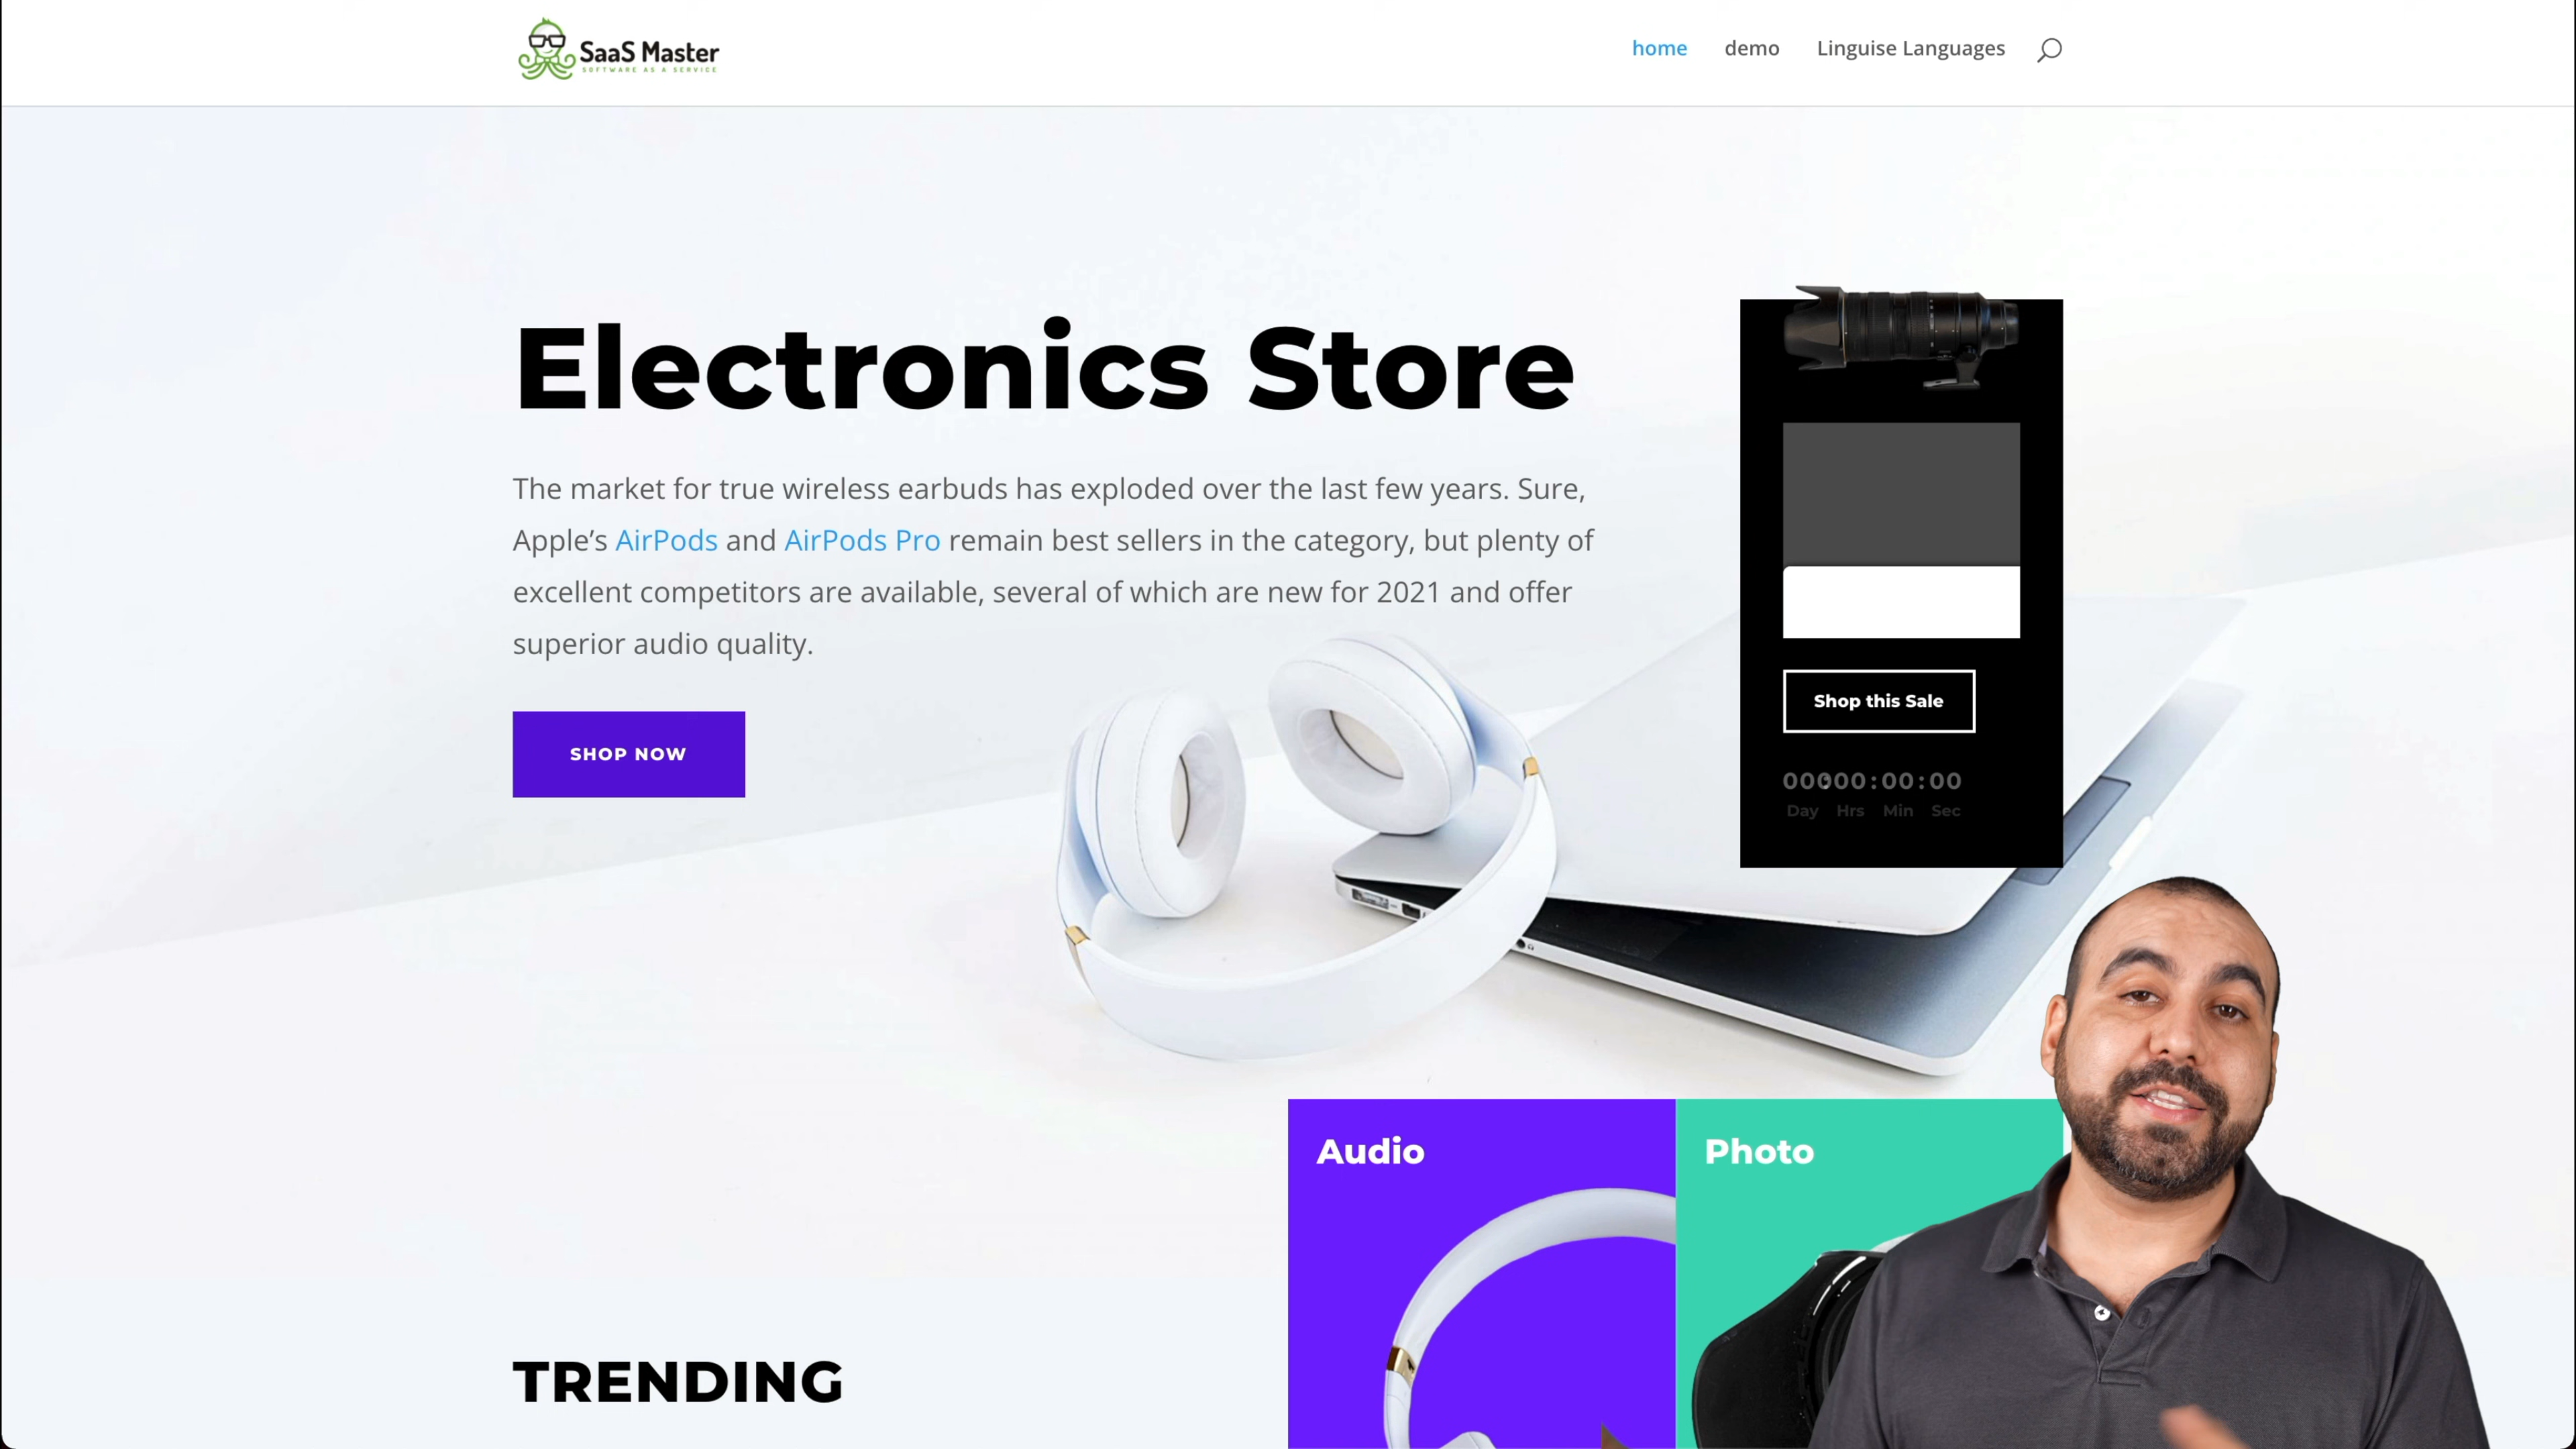 SaaS Master
SOFTWARE AS A SERVICE
home
demo
Linguise Languages
Electronics Store
The market for true wireless earbuds has exploded over the last few years. Sure,
Apple’s AirPods and AirPods Pro remain best sellers in the category, but plenty of
excellent competitors are available, several of which are new for 2021 and offer
superior audio quality.
SHOP NOW
Shop this Sale
:00:00
Day Hrs Min Sec
Audio
Photo
TRENDING